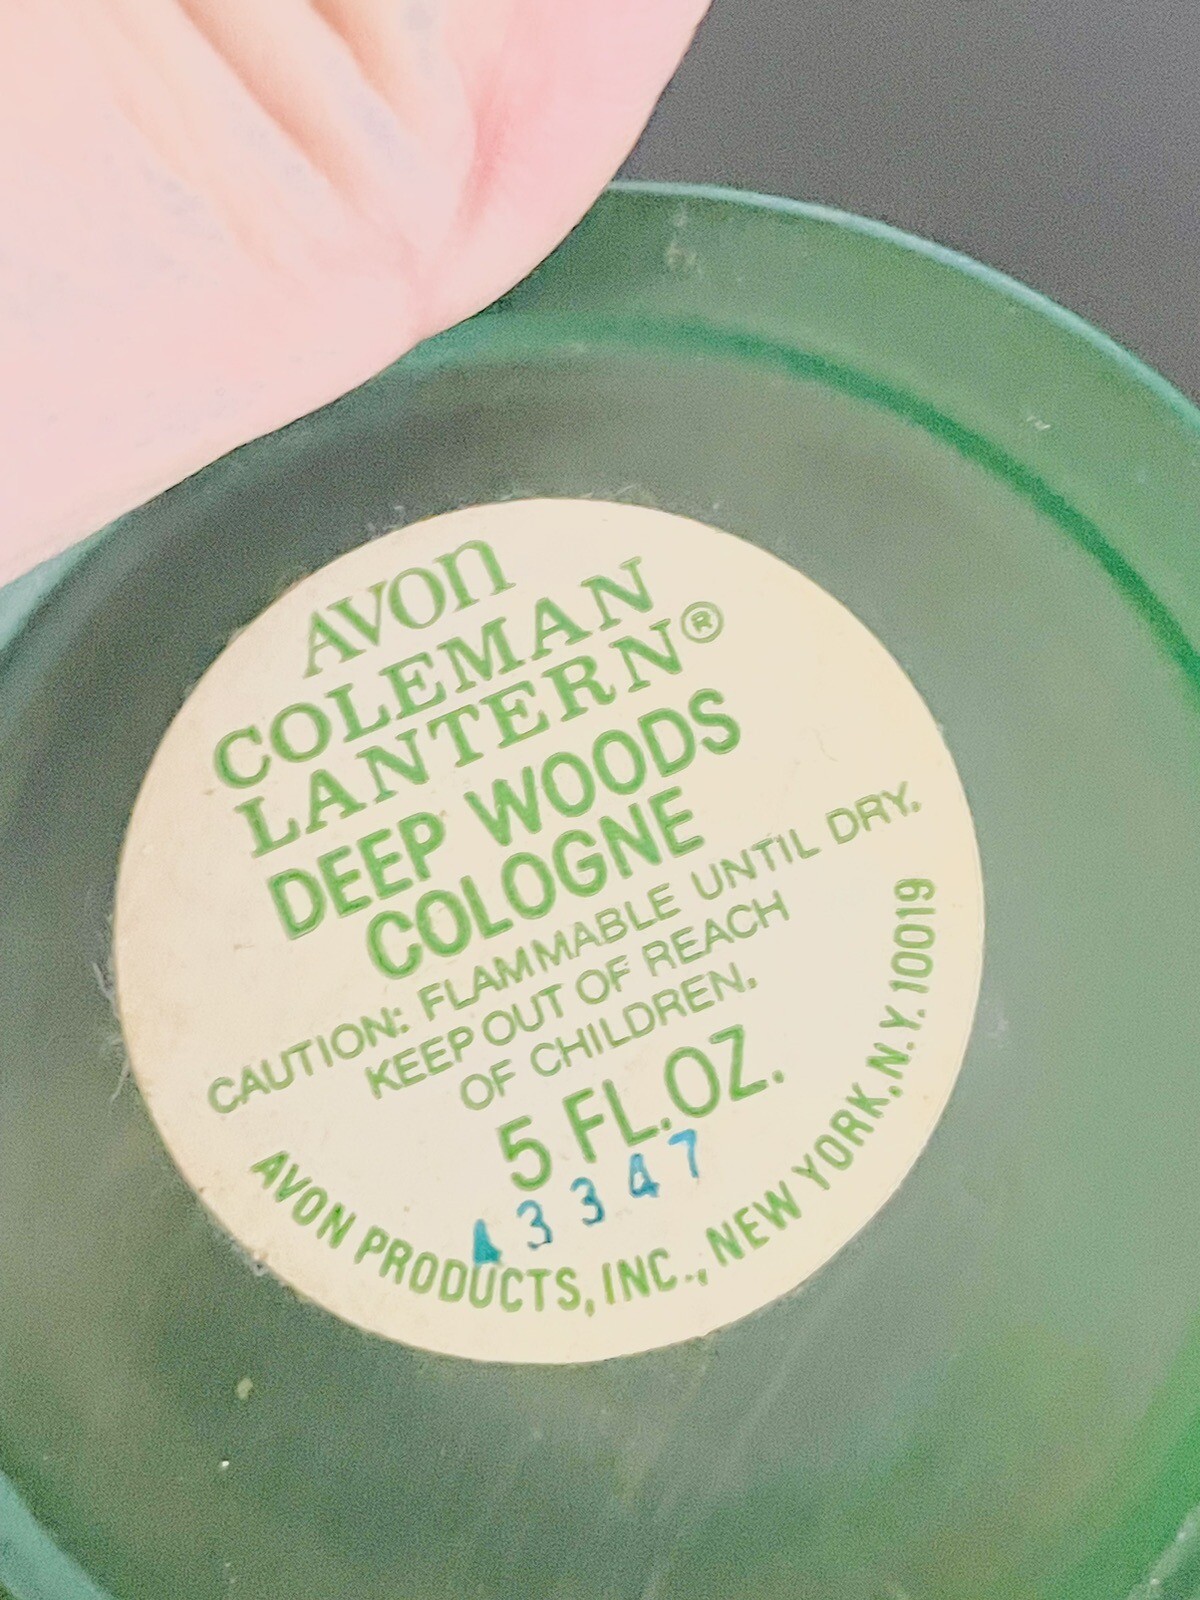 AVON
COLEMAN
LANTERN®
DEEP WOODS
COLOGNE
CAUTION: FLAMMABLE UNTIL DRY.
KEEP OUT OF REACH
OF CHILDREN.
5 FL. OZ.
43347
AVON PRODUCTS, INC., NEW YORK, N.Y. 10019